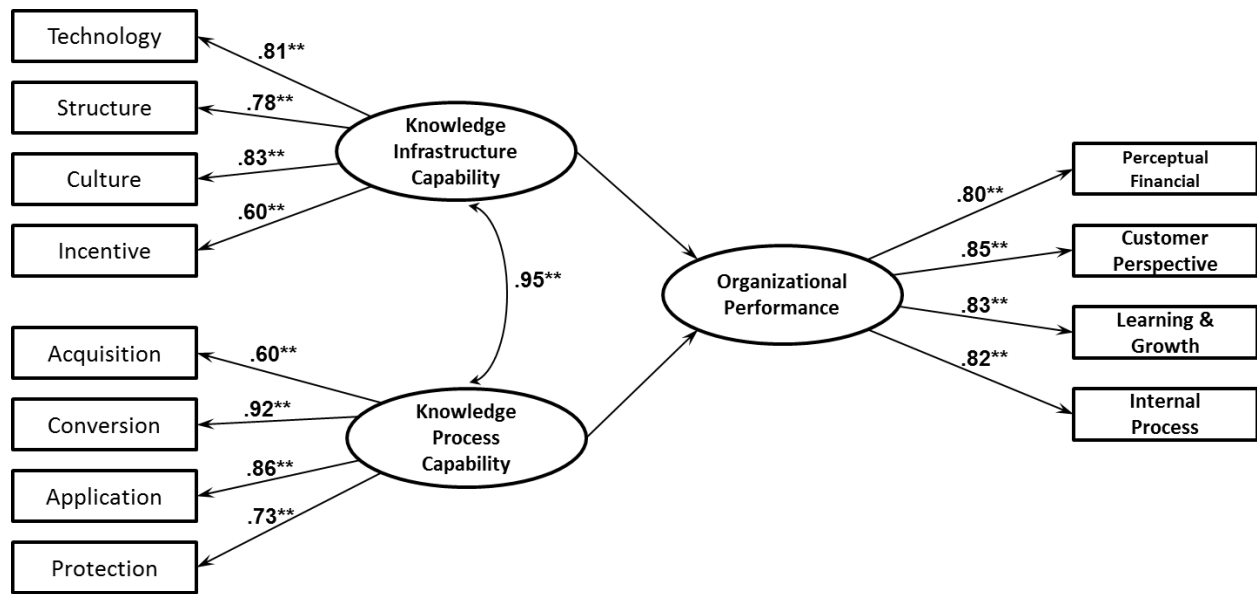 Technology
.81**
Structure
.78**
Culture
.83**
Incentive
.60**
Knowledge
Infrastructure
Capability
.95**
Acquisition
.60**
Conversion
.92**
Application
.86**
Protection
.73**
Knowledge
Process
Capability
Organizational
Performance
.80**
Perceptual
Financial
.85**
Customer
Perspective
.83**
Learning &
Growth
.82**
Internal
Process